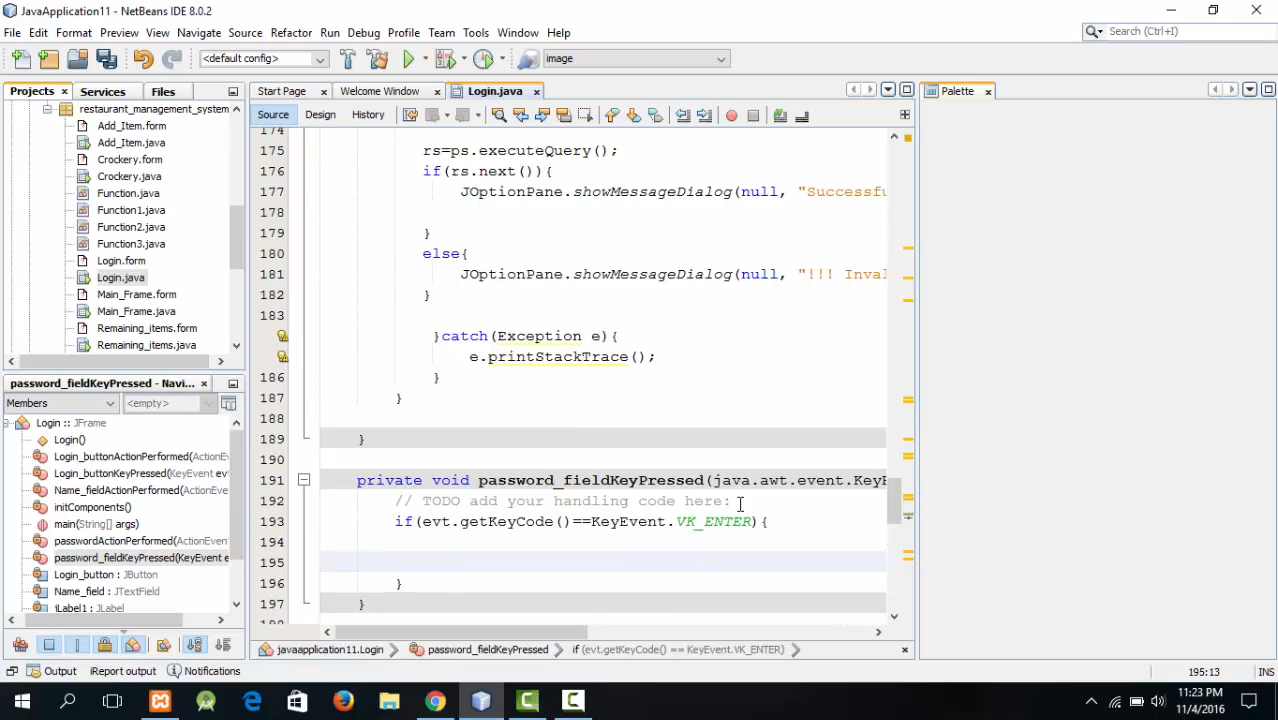 JavaApplication11 - NetBeans IDE 8.0.2
File Edit Format Preview View Navigate Source Refactor Run Debug Profile Team Tools Window Help
Search (Ctrl+I)
<default config>
image
Projects
Services
Files
restaurant_management_system
Add_Item.form
Add_Item.java
Crockery.form
Crockery.java
Function.java
Function1.java
Function2.java
Function3.java
Login.form
Login.java
Main_Frame.form
Main_Frame.java
Remaining_items.form
Remaining_items.java
password_fieldKeyPressed - Navi...
Members
<empty>
Login :: JFrame
Login()
Login_buttonActionPerformed(ActionE
Login_buttonKeyPressed(KeyEvent evt
Name_fieldActionPerformed(ActionEve
initComponents()
main(String[] args)
passwordActionPerformed(ActionEvent
password_fieldKeyPressed(KeyEvent e
Login_button : JButton
Name_field : JTextField
jLabel1 : JLabel
Start Page
Welcome Window
Login.java
Source
Design
History
174
175 rs=ps.executeQuery();
176 if(rs.next()){
177 JOptionPane.showMessageDialog(null, "Successfu
178
179 }
180 else{
181 JOptionPane.showMessageDialog(null, "!!! Inval
182 }
183
}catch(Exception e){
e.printStackTrace();
186 }
187 }
188
189 }
190
191 private void password_fieldKeyPressed(java.awt.event.KeyE
192 // TODO add your handling code here:
193 if(evt.getKeyCode()==KeyEvent.VK_ENTER){
194
195
196 }
197 }
javaapplication11.Login
password_fieldKeyPressed
if (evt.getKeyCode() == KeyEvent.VK_ENTER)
Palette
Output
iReport output
Notifications
195:13
INS
11:23 PM
11/4/2016